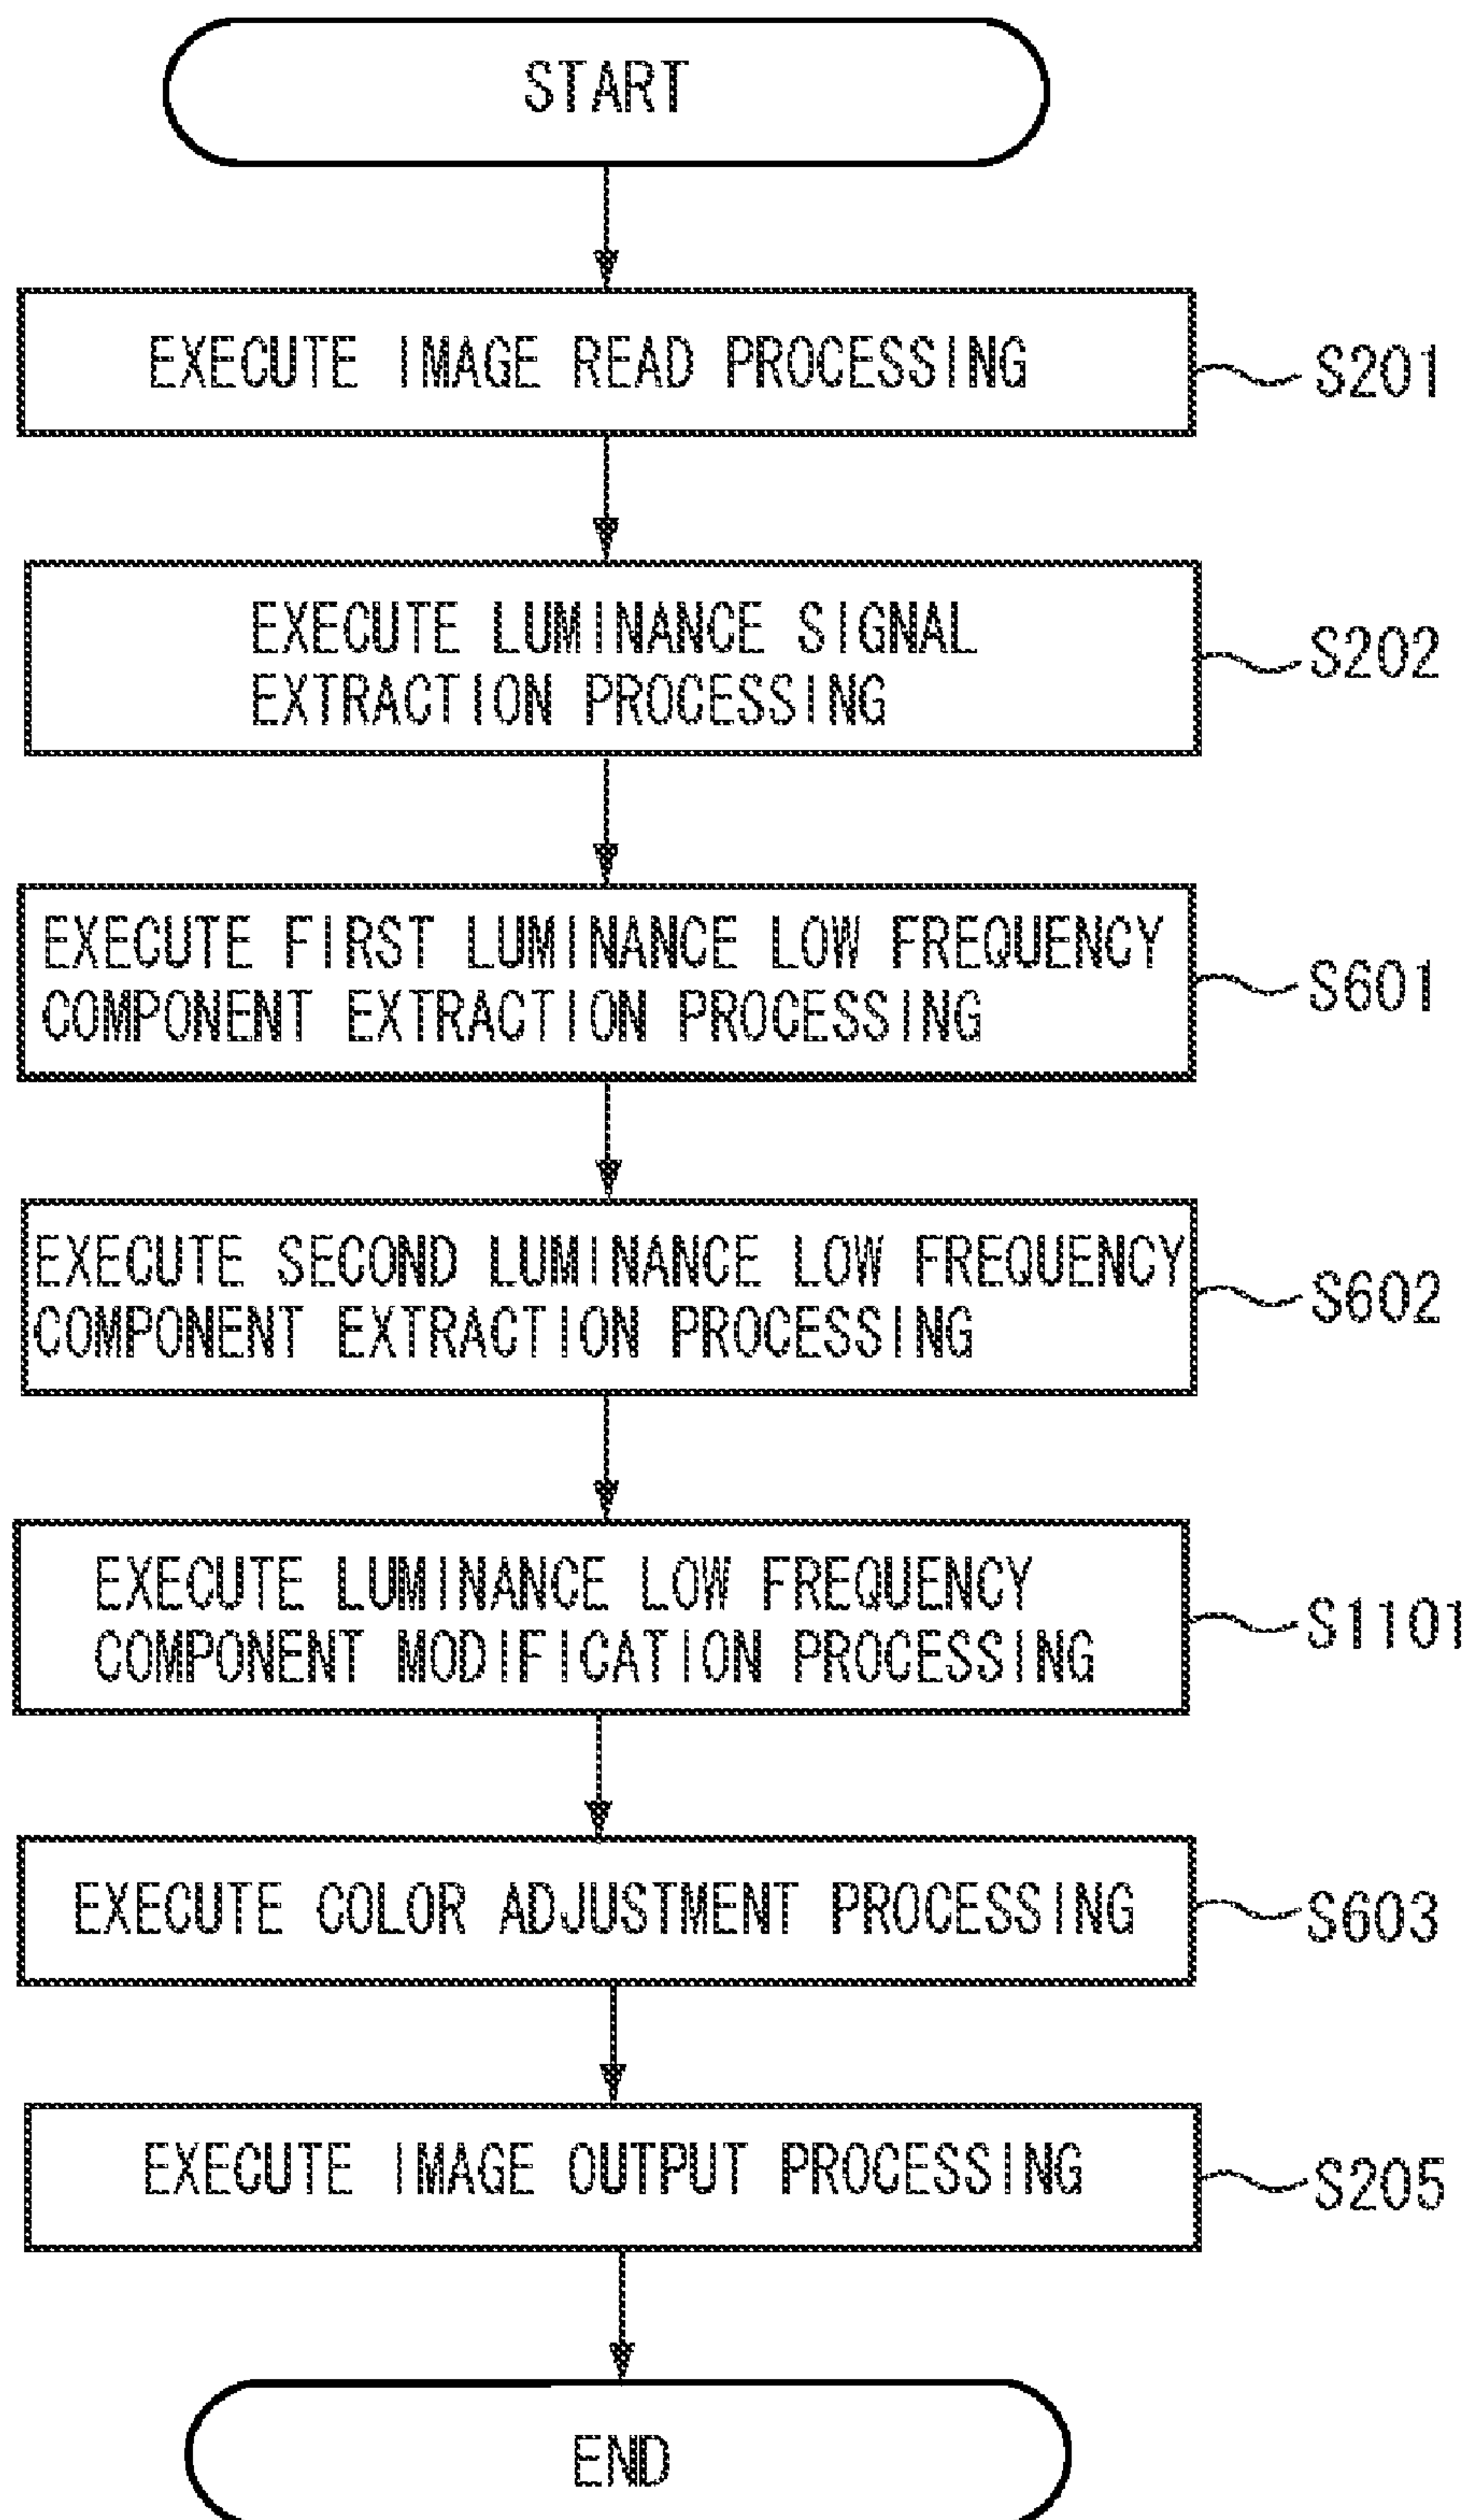 START
EXECUTE IMAGE READ PROCESSING
S201
EXECUTE LUMINANCE SIGNAL
EXTRACTION PROCESSING
S202
EXECUTE FIRST LUMINANCE LOW FREQUENCY
COMPONENT EXTRACTION PROCESSING
S601
EXECUTE SECOND LUMINANCE LOW FREQUENCY
COMPONENT EXTRACTION PROCESSING
S602
EXECUTE LUMINANCE LOW FREQUENCY
COMPONENT MODIFICATION PROCESSING
S1101
EXECUTE COLOR ADJUSTMENT PROCESSING
S603
EXECUTE IMAGE OUTPUT PROCESSING
S205
END